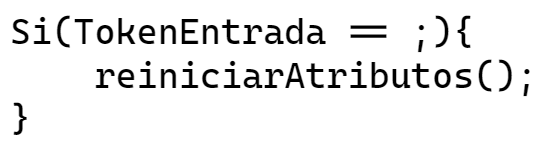 Si(TokenEntrada == ;){
    reiniciarAtributos();
}